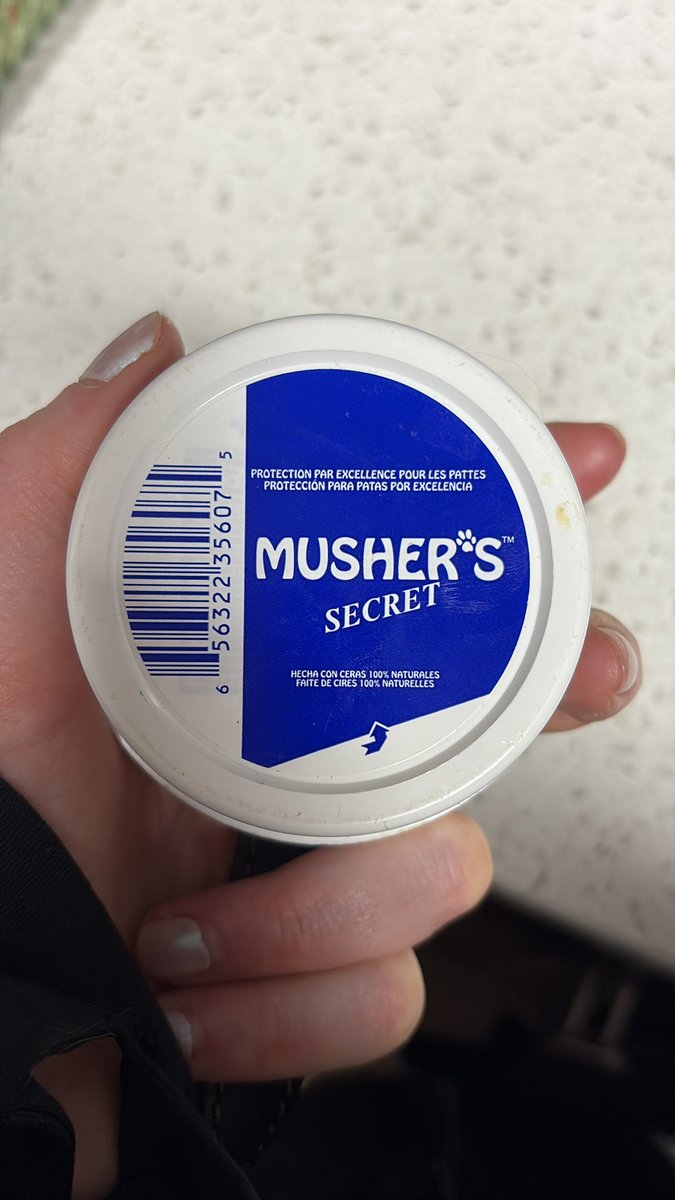 PROTECTION PAR EXCELLENCE POUR LES PATTES
PROTECCIÓN PARA PATAS POR EXCELENCIA
MUSHER'S™
SECRET
HECHA CON CERAS 100% NATURALES
FAITE DE CIRES 100% NATURELLES
6 56322 35607 5